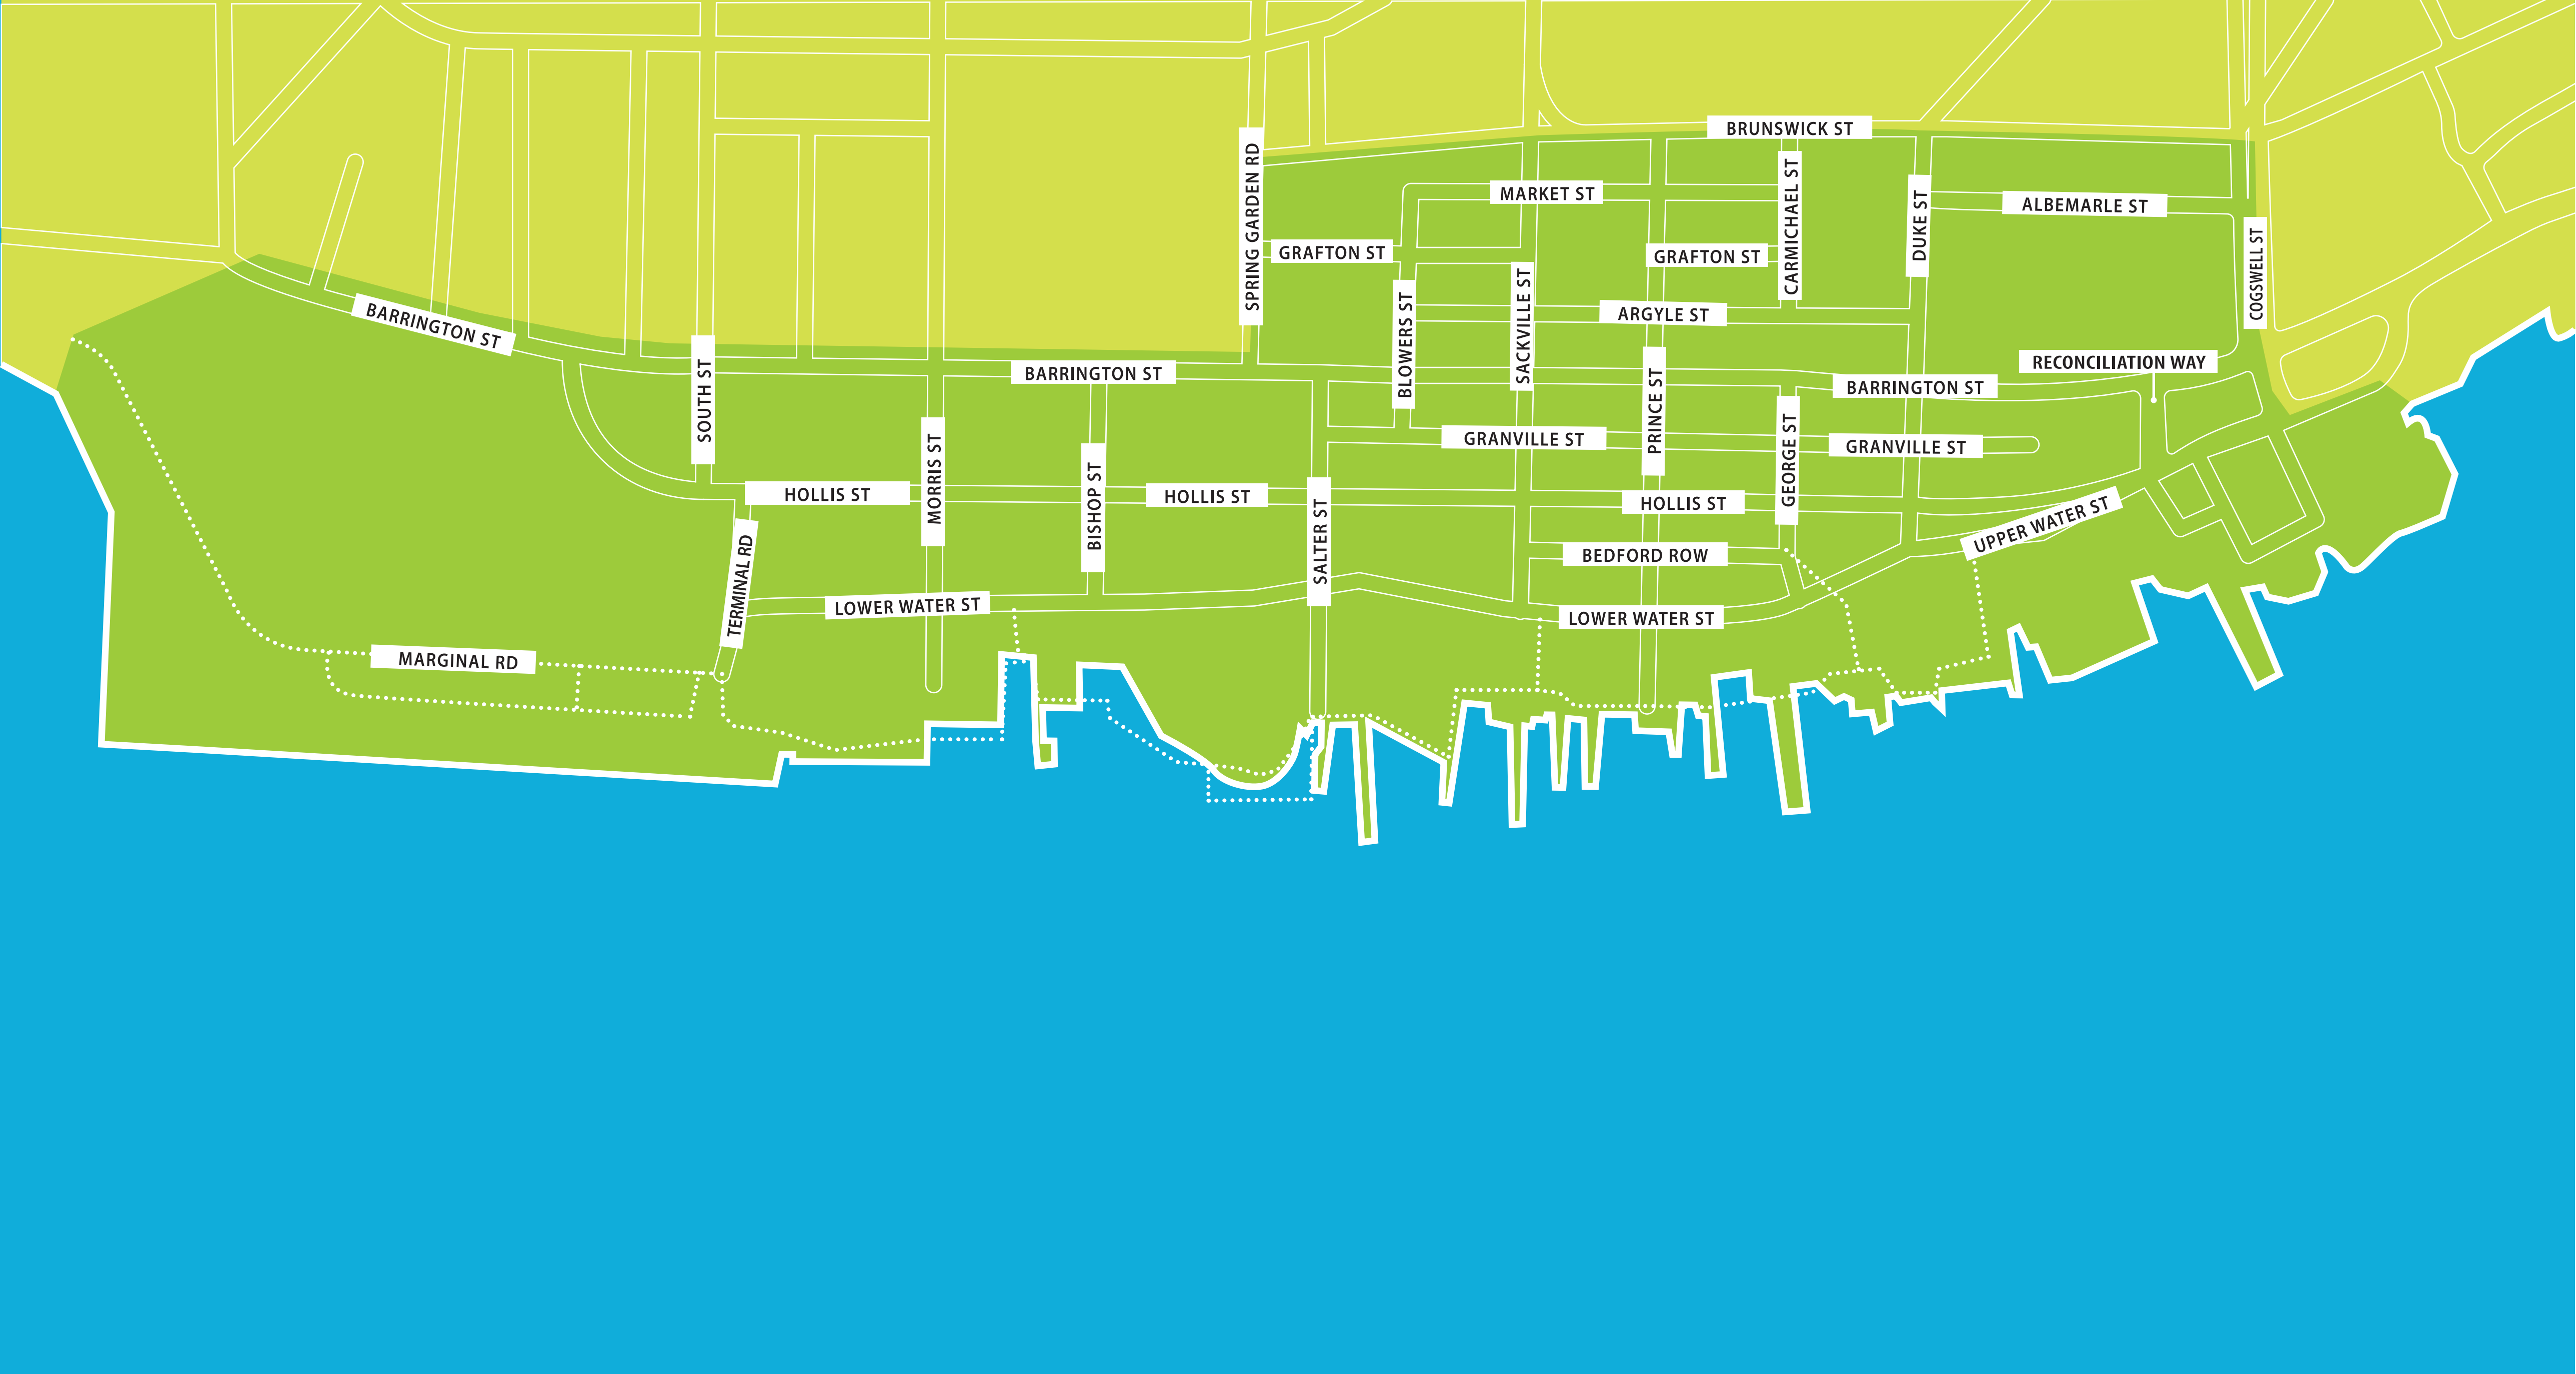 BRUNSWICK ST
SPRING GARDEN RD
MARKET ST
CARMICHAEL ST
DUKE ST
ALBEMARLE ST
GRAFTON ST
GRAFTON ST
COGSWELL ST
BARRINGTON ST
BLOWERS ST
SACKVILLE ST
ARGYLE ST
RECONCILIATION WAY
SOUTH ST
BARRINGTON ST
PRINCE ST
BARRINGTON ST
MORRIS ST
BISHOP ST
GRANVILLE ST
GEORGE ST
GRANVILLE ST
HOLLIS ST
HOLLIS ST
SALTER ST
HOLLIS ST
UPPER WATER ST
TERMINAL RD
BEDFORD ROW
LOWER WATER ST
LOWER WATER ST
MARGINAL RD